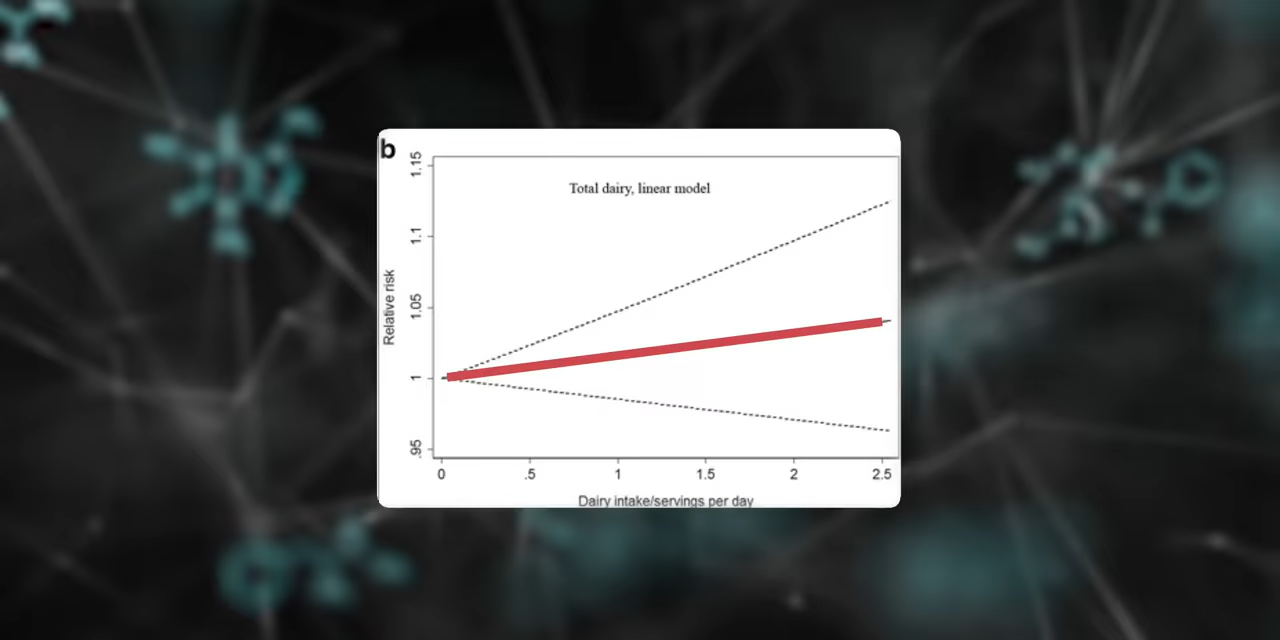 b
Total dairy, linear model
Relative risk
1.15
1.1
1.05
1
.95
0 .5 1 1.5 2 2.5
Dairy intake/servings per day